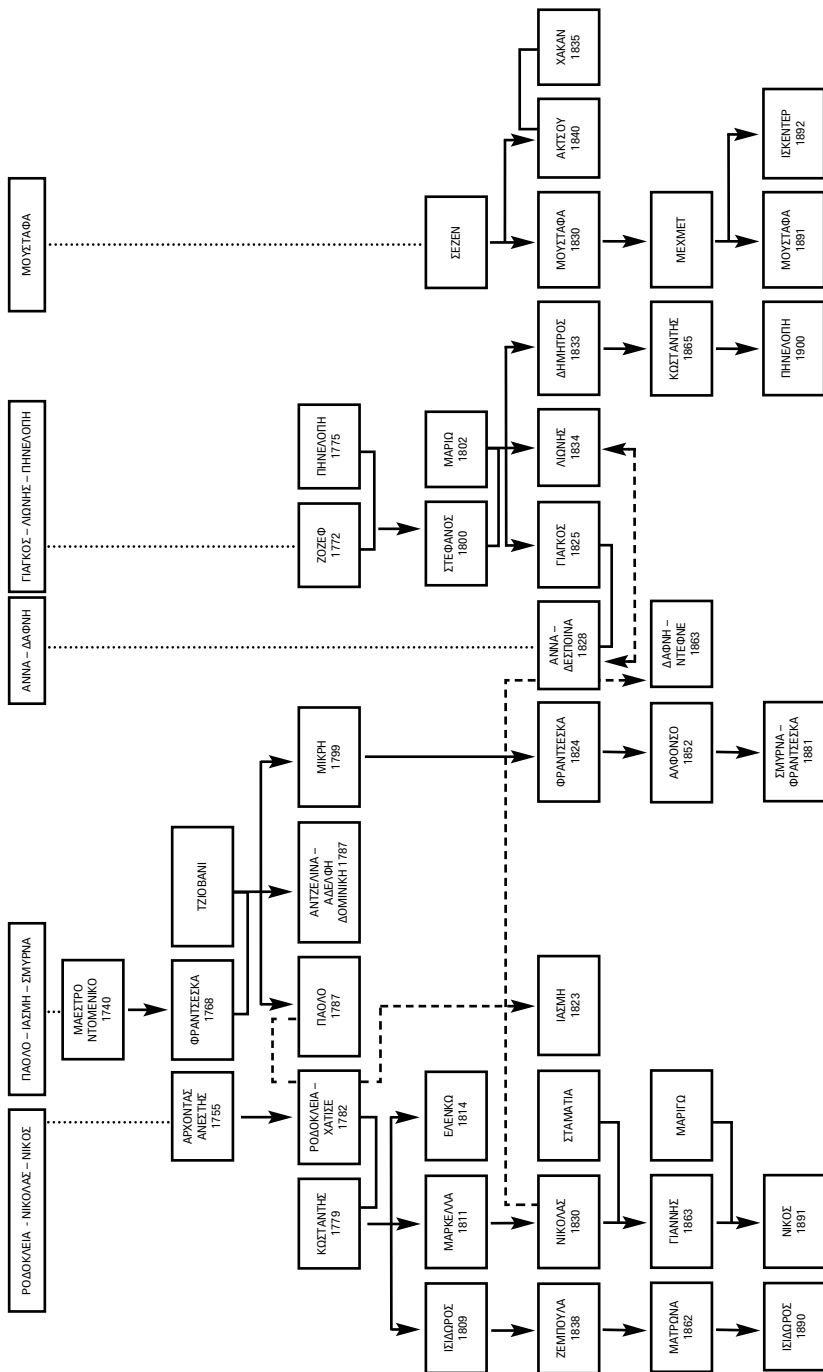 ΡΟΔΟΚΛΕΙΑ - ΝΙΚΟΛΑΣ – ΝΙΚΟΣ
ΠΑΟΛΟ – ΙΑΣΜΗ – ΣΜΥΡΝΑ
ΑΝΝΑ – ΔΑΦΝΗ
ΓΙΑΓΚΟΣ – ΛΙΩΝΗΣ – ΠΗΝΕΛΟΠΗ
ΜΟΥΣΤΑΦΑ
ΜΑΕΣΤΡΟ
ΝΤΟΜΕΝΙΚΟ
1740
ΑΡΧΟΝΤΑΣ
ΑΝΕΣΤΗΣ
1755
ΦΡΑΝΤΣΕΣΚΑ
1768
ΤΖΙΟΒΑΝΙ
ΚΩΣΤΑΝΤΗΣ
1779
ΡΟΔΟΚΛΕΙΑ –
ΧΑΤΙΣΕ
1782
ΠΑΟΛΟ
1787
ΑΝΤΖΕΛΙΝΑ –
ΑΔΕΛΦΗ
ΔΟΜΙΝΙΚΗ 1787
ΜΙΚΡΗ
1799
ΖΟΖΕΦ
1772
ΠΗΝΕΛΟΠΗ
1775
ΙΣΙΔΩΡΟΣ
1809
ΜΑΡΚΕΛΛΑ
1811
ΕΛΕΝΚΩ
1814
ΣΤΕΦΑΝΟΣ
1800
ΜΑΡΙΩ
1802
ΣΕΖΕΝ
ΖΕΜΠΟΥΛΑ
1838
ΝΙΚΟΛΑΣ
1830
ΣΤΑΜΑΤΙΑ
ΙΑΣΜΗ
1823
ΦΡΑΝΤΣΕΣΚΑ
1824
ΑΝΝΑ –
ΔΕΣΠΟΙΝΑ
1828
ΓΙΑΓΚΟΣ
1825
ΛΙΩΝΗΣ
1834
ΔΗΜΗΤΡΟΣ
1833
ΜΟΥΣΤΑΦΑ
1830
ΑΚΤΣΟΥ
1840
ΧΑΚΑΝ
1835
ΜΑΤΡΩΝΑ
1862
ΓΙΑΝΝΗΣ
1863
ΜΑΡΙΓΩ
ΑΛΦΟΝΣΟ
1852
ΔΑΦΝΗ –
ΝΤΕΦΝΕ
1863
ΚΩΣΤΑΝΤΗΣ
1865
ΜΕΧΜΕΤ
ΙΣΙΔΩΡΟΣ
1890
ΝΙΚΟΣ
1891
ΣΜΥΡΝΑ –
ΦΡΑΝΤΣΕΣΚΑ
1881
ΠΗΝΕΛΟΠΗ
1900
ΜΟΥΣΤΑΦΑ
1891
ΙΣΚΕΝΤΕΡ
1892